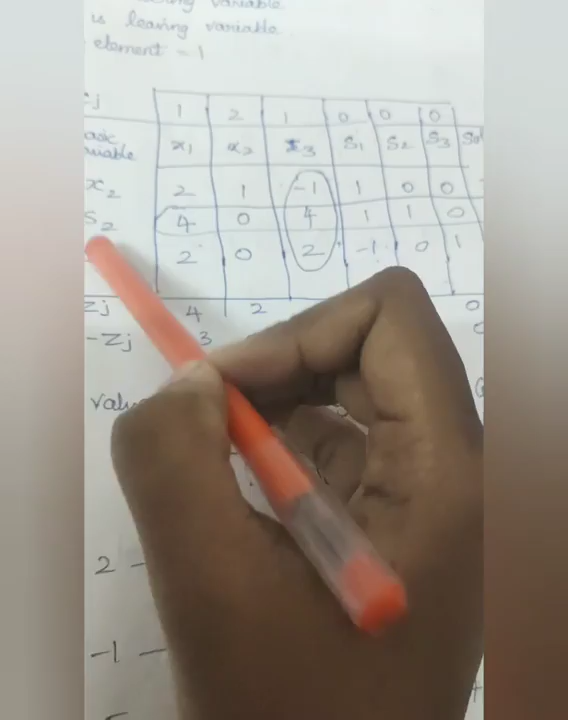 variable
is leaving variable
element - 1
cj 1 2 1 0 0 0
variable x₁ x₂ x₃ S₁ S₂ S₃ Sol
x₂ 2 1 -1 1 0 0
S₂ 4 0 4 1 1 0
2 0 2 -1 0 1
Zj 4 2 0
-Zj 3
2 -
-1 -